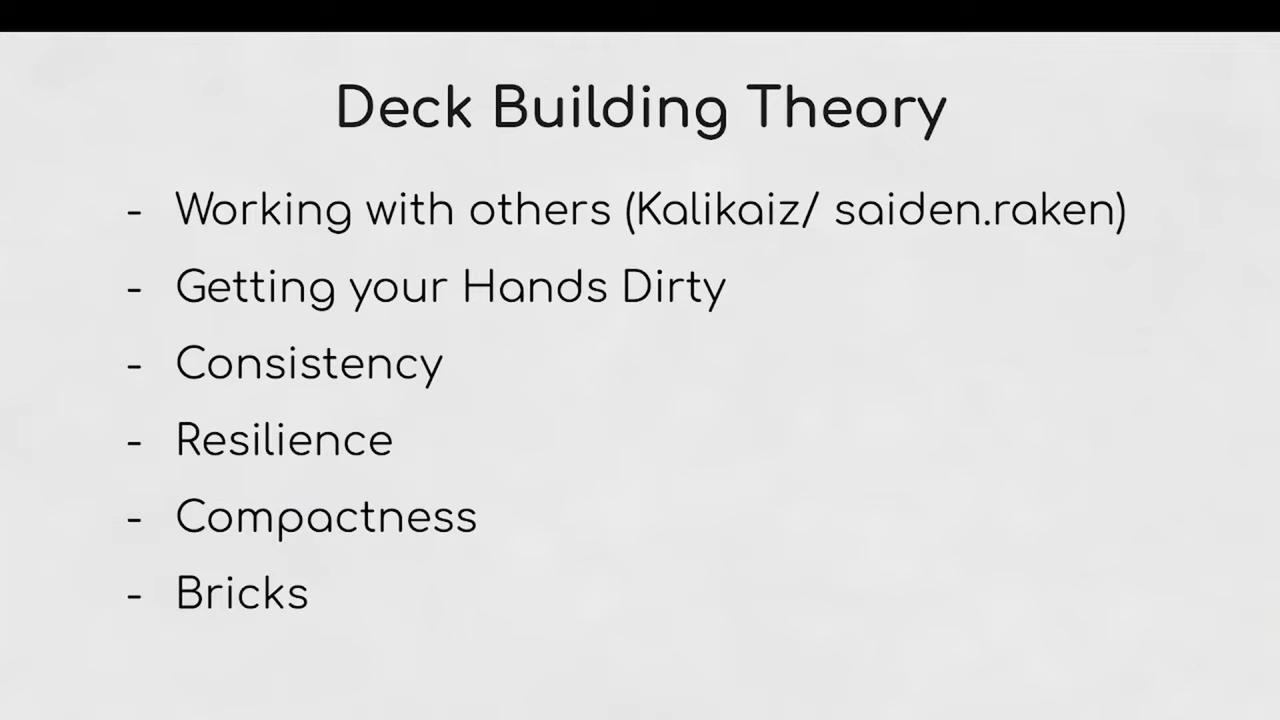 Deck Building Theory
- Working with others (Kalikaiz/ saiden.raken)
- Getting your Hands Dirty
- Consistency
- Resilience
- Compactness
- Bricks